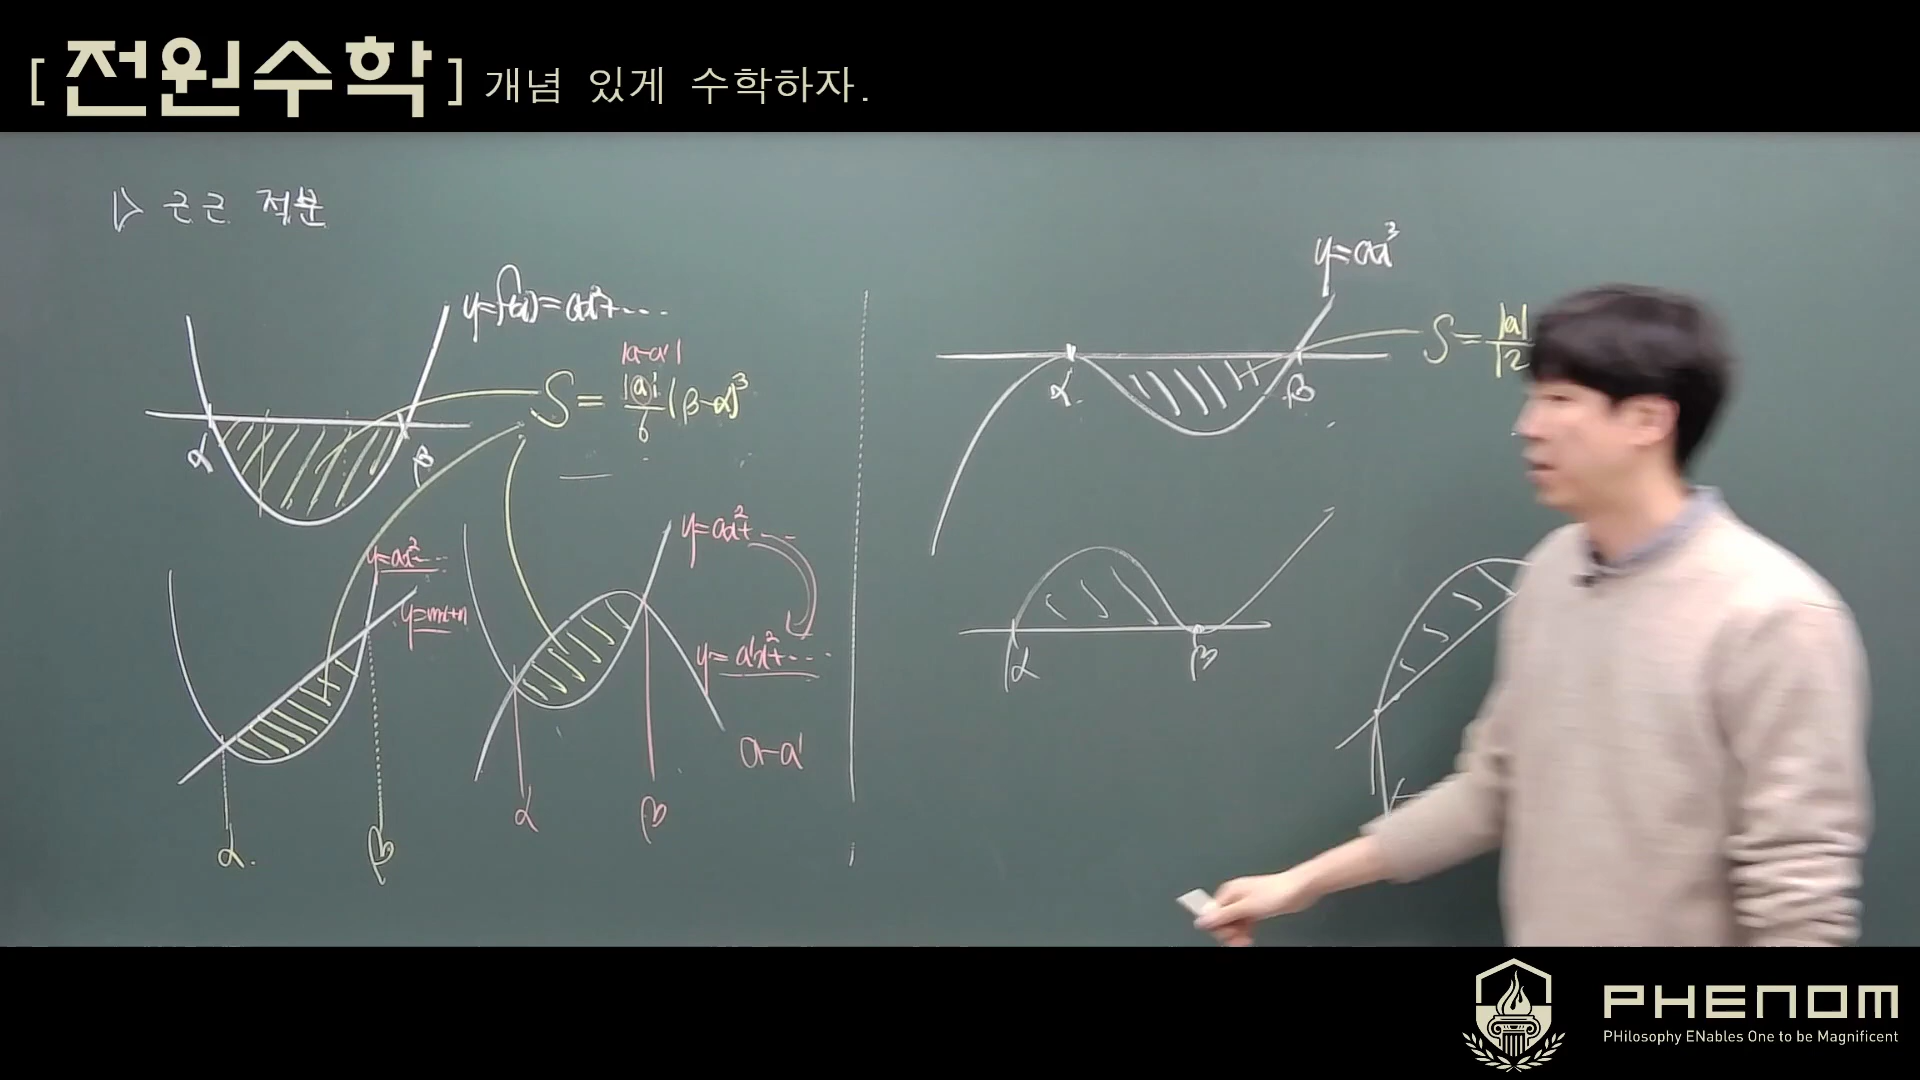 [전원수학] 개념 있게 수학하자.
▷ 근근 적분
y=f(x)=ax²+...
|a-a'|
S=|a|/6(β-α)³
α
β
y=ax²...
y=mx+n
α.
β
y=ax²+...
y=a'x²+...
a-a'
α
β
y=ax³
S=|a|/12
α
β
α
β
PHENOM
PHilosophy ENables One to be Magnificent